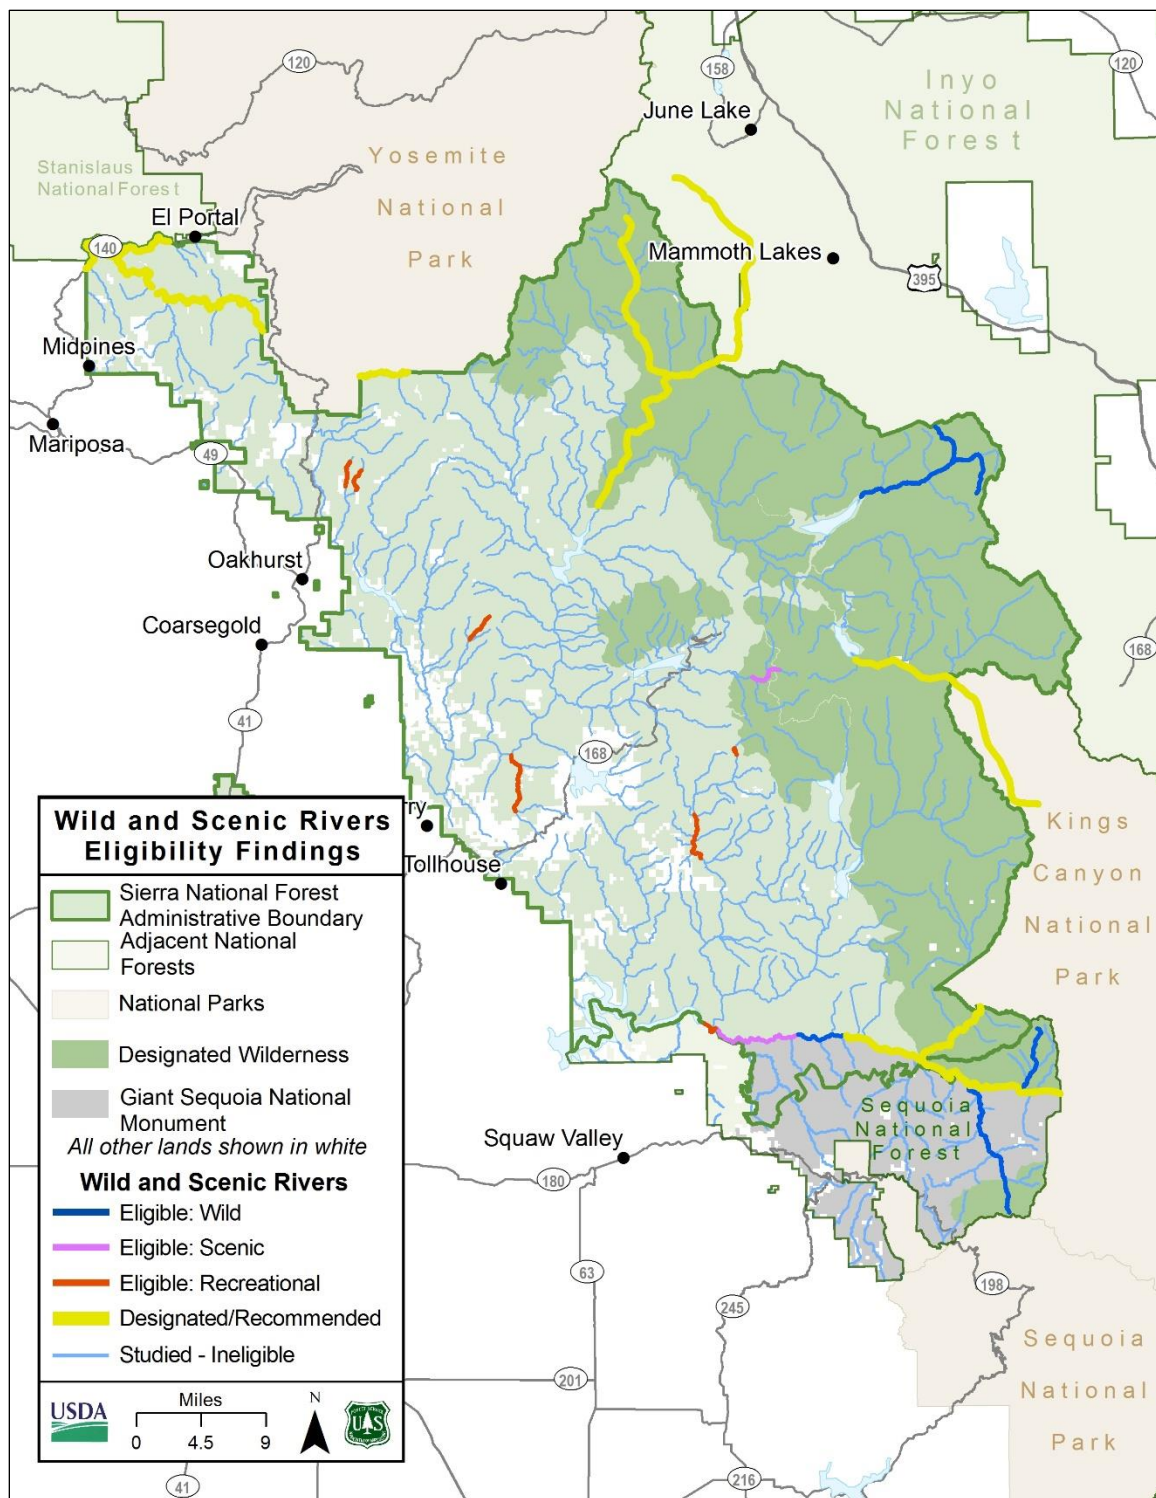 120
158
120
June Lake
Inyo
National
Forest
Yosemite
National
Park
Stanislaus
National Forest
El Portal
140
Mammoth Lakes
395
Midpines
Mariposa
49
Oakhurst
Coarsegold
168
41
168
rry
Tollhouse
Kings
Canyon
National
Park
Sequoia
National
Forest
Squaw Valley
180
63
245
198
201
216
41
Sequoia
National
Park
Wild and Scenic Rivers
Eligibility Findings
Sierra National Forest
Administrative Boundary
Adjacent National
Forests
National Parks
Designated Wilderness
Giant Sequoia National
Monument
All other lands shown in white
Wild and Scenic Rivers
Eligible: Wild
Eligible: Scenic
Eligible: Recreational
Designated/Recommended
Studied - Ineligible
USDA
Miles
0 4.5 9
N
U S